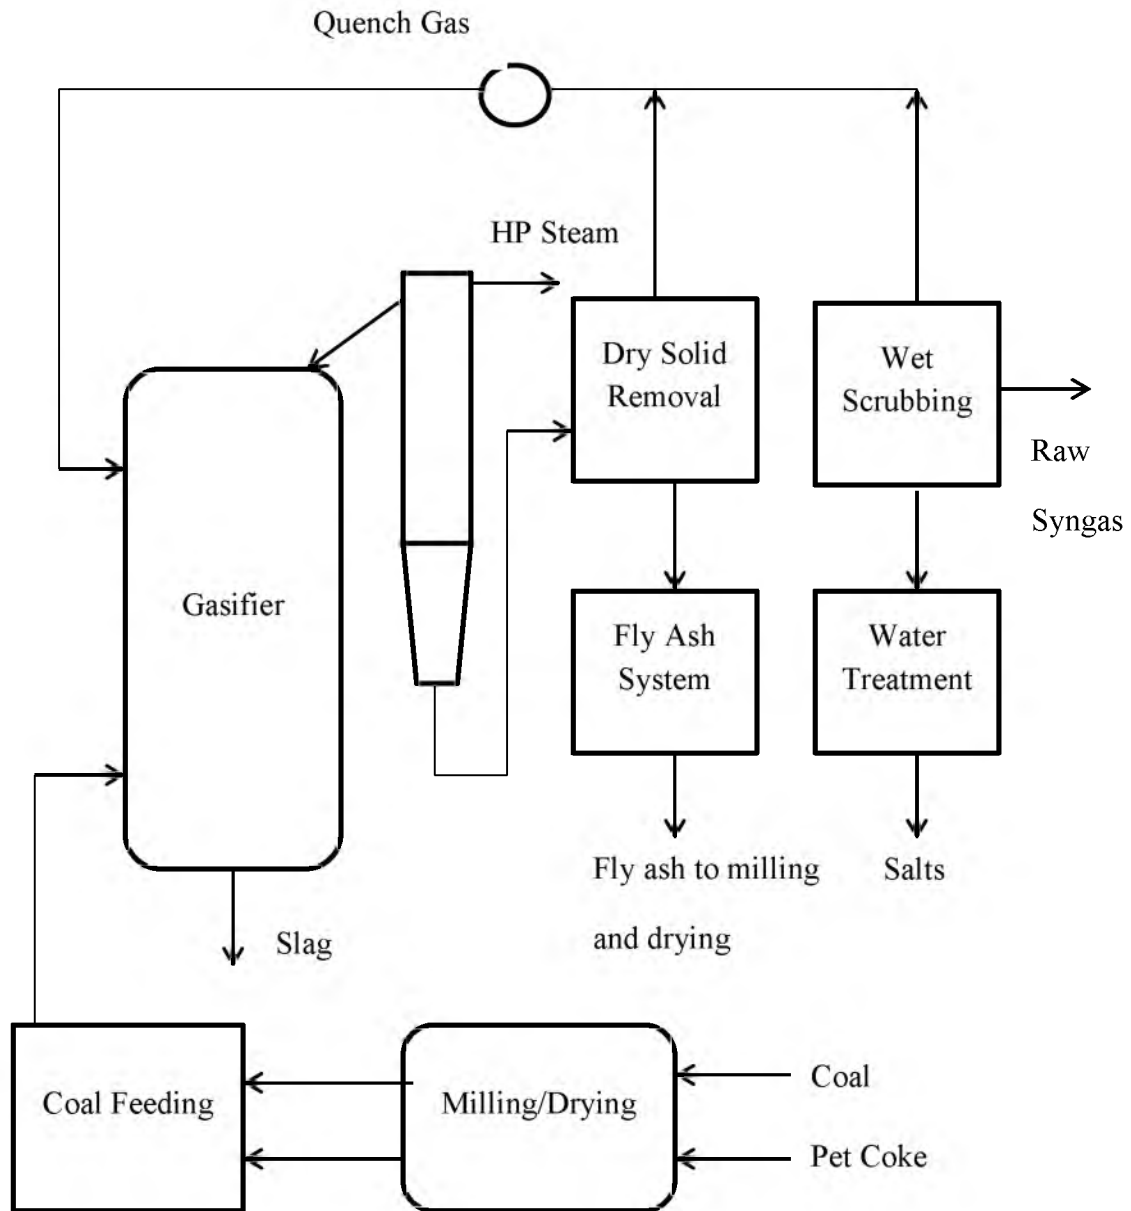 Quench Gas
HP Steam
Dry Solid
Removal
Wet
Scrubbing
Raw
Syngas
Gasifier
Fly Ash
System
Water
Treatment
Fly ash to milling
and drying
Salts
Slag
Coal Feeding
Milling/Drying
Coal
Pet Coke